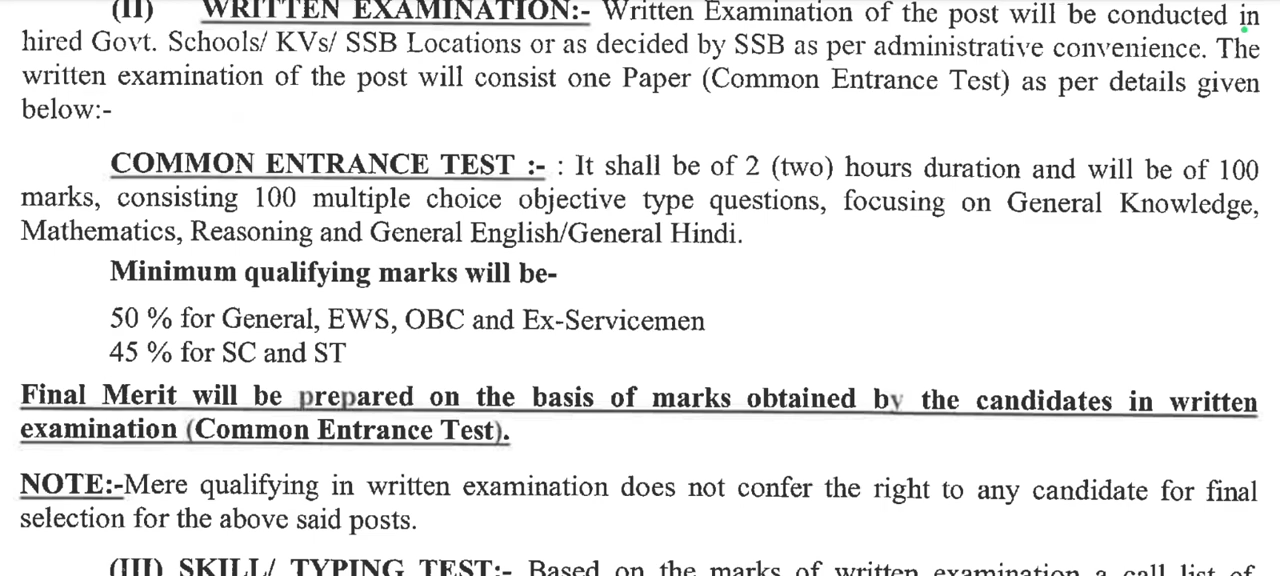 (II) WRITTEN EXAMINATION:- Written Examination of the post will be conducted in
hired Govt. Schools/ KVs/ SSB Locations or as decided by SSB as per administrative convenience. The
written examination of the post will consist one Paper (Common Entrance Test) as per details given
below:-
COMMON ENTRANCE TEST :- : It shall be of 2 (two) hours duration and will be of 100
marks, consisting 100 multiple choice objective type questions, focusing on General Knowledge,
Mathematics, Reasoning and General English/General Hindi.
Minimum qualifying marks will be-
50 % for General, EWS, OBC and Ex-Servicemen
45 % for SC and ST
Final Merit will be prepared on the basis of marks obtained by the candidates in written
examination (Common Entrance Test).
NOTE:-Mere qualifying in written examination does not confer the right to any candidate for final
selection for the above said posts.
(III) SKILL/ TYPING TEST:- Based on the marks of written examination a call list of